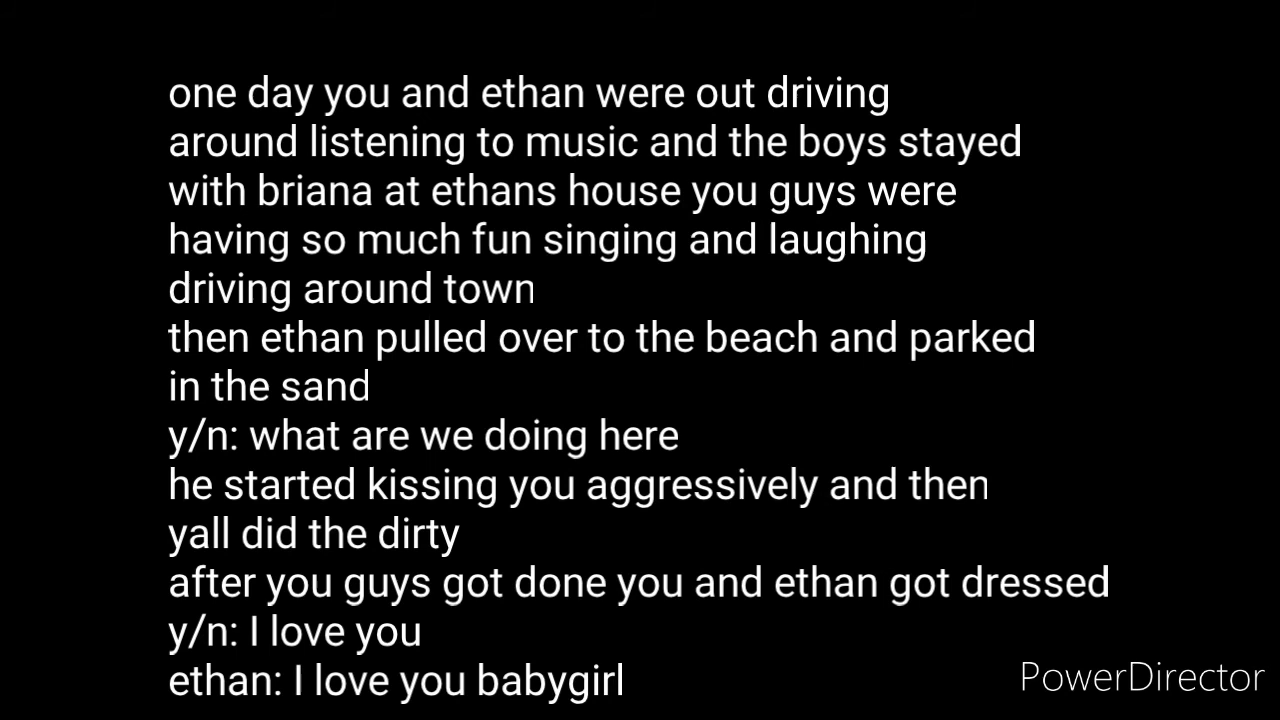 one day you and ethan were out driving
around listening to music and the boys stayed
with briana at ethans house you guys were
having so much fun singing and laughing
driving around town
then ethan pulled over to the beach and parked
in the sand
y/n: what are we doing here
he started kissing you aggressively and then
yall did the dirty
after you guys got done you and ethan got dressed
y/n: I love you
ethan: I love you babygirl
PowerDirector